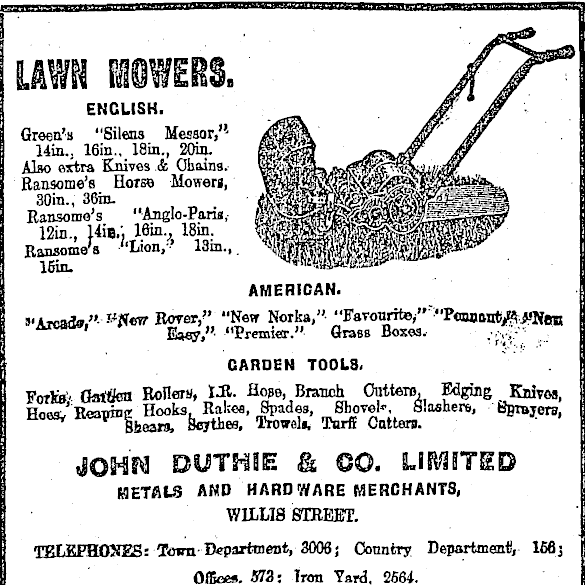 LAWN MOWERS.
ENGLISH.
Green's "Silens Messor,"
14in., 16in., 18in., 20in.
Also extra Knives & Chains.
Ransome's Horse Mowers,
30in., 36in.
Ransome's "Anglo-Paris,
12in., 14in., 16in., 18in.
Ransome's "Lion," 13in.,
15in.
AMERICAN.
"Arcade," "New Rover," "New Norka," "Favourite," "Pennant," "New
Easy," "Premier." Grass Boxes.
GARDEN TOOLS.
Forks, Garden Rollers, I.R. Hose, Branch Cutters, Edging Knives,
Hoes, Reaping Hooks, Rakes, Spades, Shovels, Slashers, Sprayers,
Shears, Scythes, Trowels, Turff Cutters.
JOHN DUTHIE & CO. LIMITED
METALS AND HARDWARE MERCHANTS,
WILLIS STREET.
TELEPHONES: Town Department, 3006; Country Department, 156;
Offices, 573; Iron Yard, 2564.